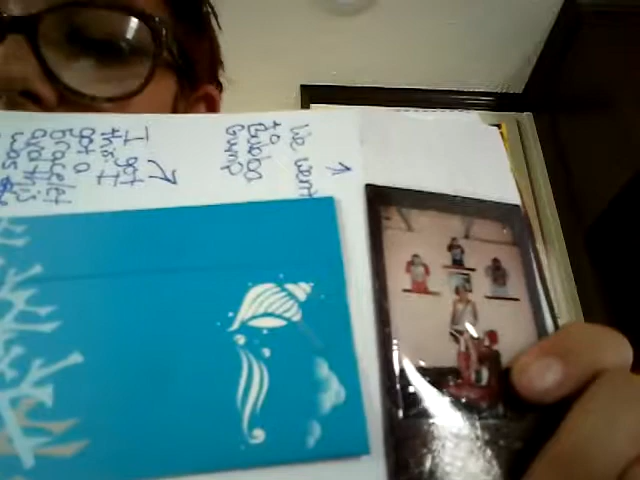 We went
to
Bubba
Gump
I got
this I
got a
bracelet
and this
was